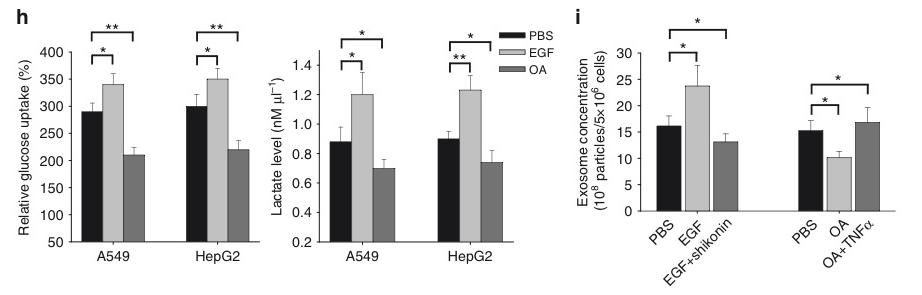 h
i
PBS
EGF
OA
Relative glucose uptake (%)
400
350
300
250
200
150
100
50
** 
*
**
*
A549
HepG2
Lactate level (nM μl⁻¹)
1.4
1.2
1.0
0.8
0.6
0.4
0.2
*
*
*
**
A549
HepG2
Exosome concentration
(10⁸ particles/5×10⁶ cells)
30
25
20
15
10
5
0
*
*
*
*
PBS
EGF
EGF+shikonin
PBS
OA
OA+TNFα